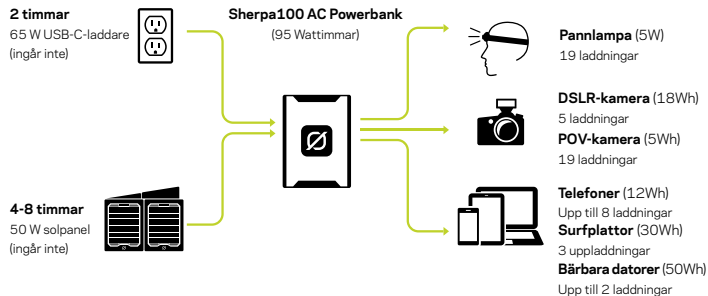 2 timmar
65 W USB-C-laddare
(ingår inte)
4-8 timmar
50 W solpanel
(ingår inte)
Sherpa100 AC Powerbank
(95 Wattimmar)
Pannlampa (5W)
19 laddningar
DSLR-kamera (18Wh)
5 laddningar
POV-kamera (5Wh)
19 laddningar
Telefoner (12Wh)
Upp till 8 laddningar
Surfplattor (30Wh)
3 uppladdningar
Bärbara datorer (50Wh)
Upp till 2 laddningar